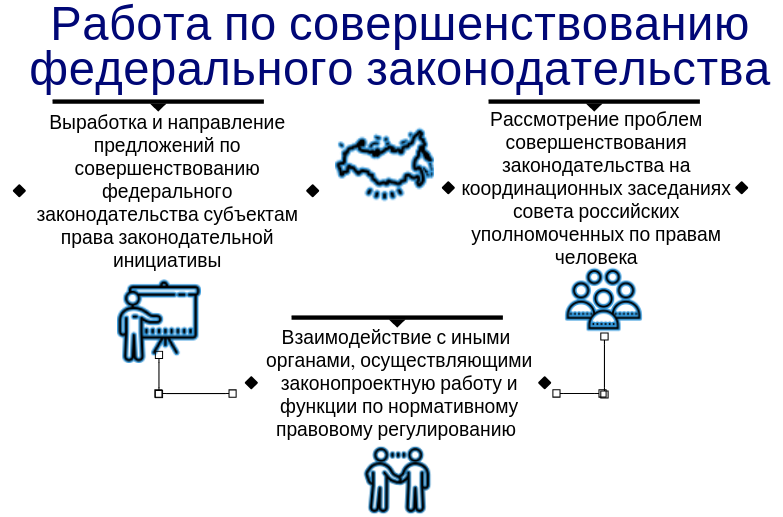 Работа по совершенствованию
федерального законодательства
Выработка и направление
предложений по
совершенствованию
федерального
законодательства субъектам
права законодательной
инициативы
Рассмотрение проблем
совершенствования
законодательства на
координационных заседаниях
совета российских
уполномоченных по правам
человека
Взаимодействие с иными
органами, осуществляющими
законопроектную работу и
функции по нормативному
правовому регулированию